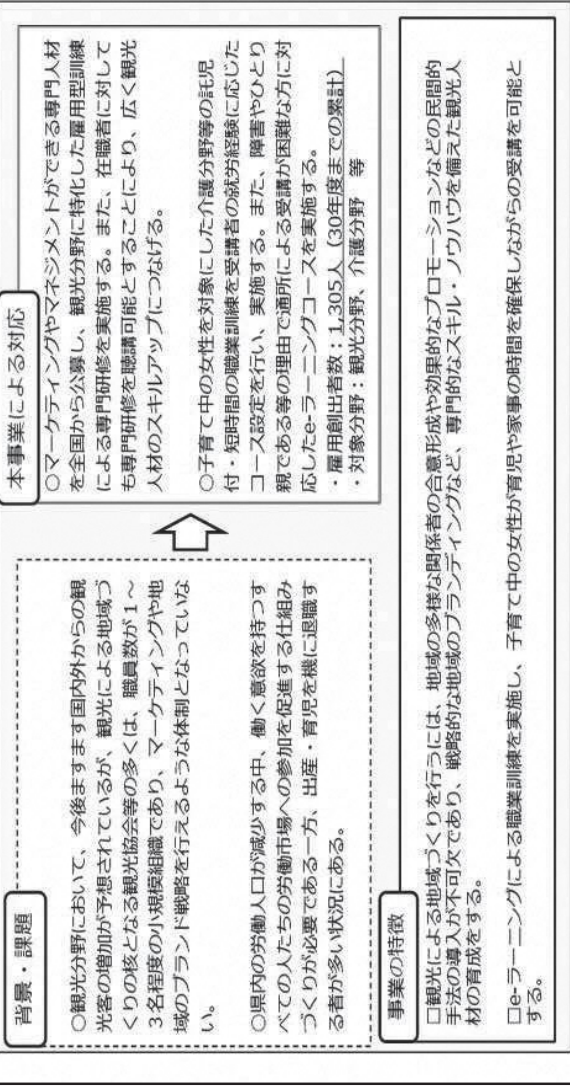 背景・課題
○観光分野において、今後ますます国内外からの観
光客の増加が予想されているが、観光による地域づ
くりの核となる観光協会等の多くは、職員数が１～
３名程度の小規模組織であり、マーケティングや地
域のブランド戦略を行えるような体制となっていな
い。
○県内の労働人口が減少する中、働く意欲を持つす
べての人たちの労働市場への参加を促進する仕組み
づくりが必要である一方、出産・育児を機に退職す
る者が多い状況にある。
本事業による対応
○マーケティングやマネジメントができる専門人材
を全国から公募し、観光分野に特化した雇用型訓練
による専門研修を実施する。また、在職者に対して
も専門研修を聴講可能とすることにより、広く観光
人材のスキルアップにつなげる。
○子育て中の女性を対象にした介護分野等の託児
付・短時間の職業訓練を受講者の就労経験に応じた
コース設定を行い、実施する。また、障害やひとり
親である等の理由で通所による受講が困難な方に対
応したe-ラーニングコースを実施する。
・雇用創出者数：1,305人（30年度までの累計）
・対象分野：観光分野、介護分野　等
事業の特徴
□観光による地域づくりを行うには、地域の多様な関係者の合意形成や効果的なプロモーションなどの民間的
手法の導入が不可欠であり、戦略的な地域のブランディングなど、専門的なスキル・ノウハウを備えた観光人
材の育成をする。
□e-ラーニングによる職業訓練を実施し、子育て中の女性が育児や家事の時間を確保しながらの受講を可能と
する。